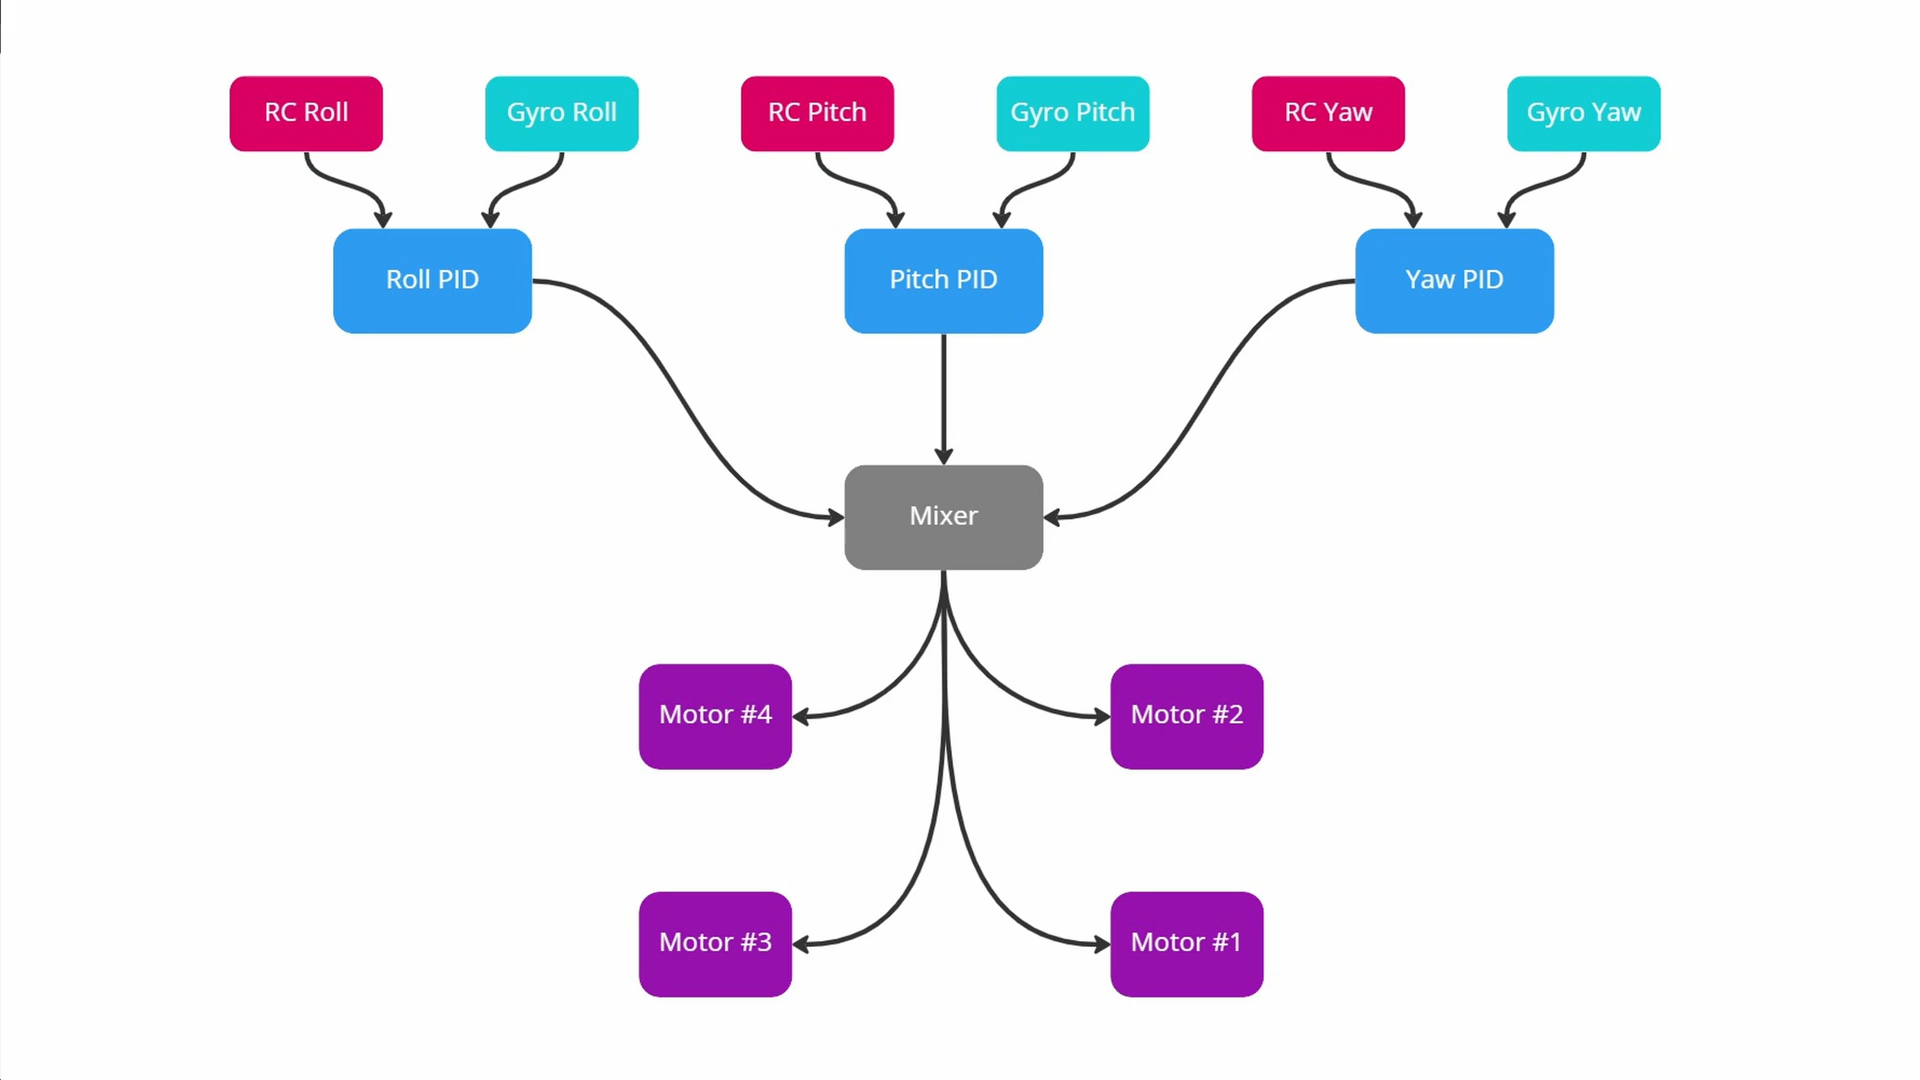 RC Roll
Gyro Roll
RC Pitch
Gyro Pitch
RC Yaw
Gyro Yaw
Roll PID
Pitch PID
Yaw PID
Mixer
Motor #4
Motor #2
Motor #3
Motor #1